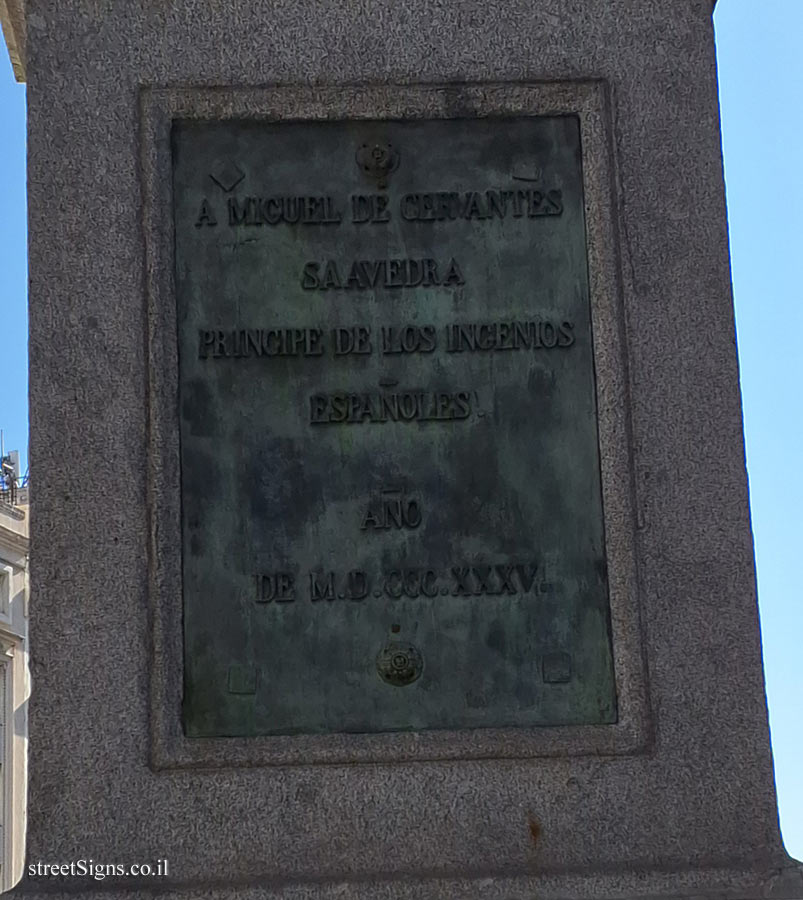 A MIGUEL DE CERVANTES
SAAVEDRA
PRINCIPE DE LOS INGENIOS
ESPAÑOLES
AÑO
DE M.D.CCC.XXXV.
streetSigns.co.il